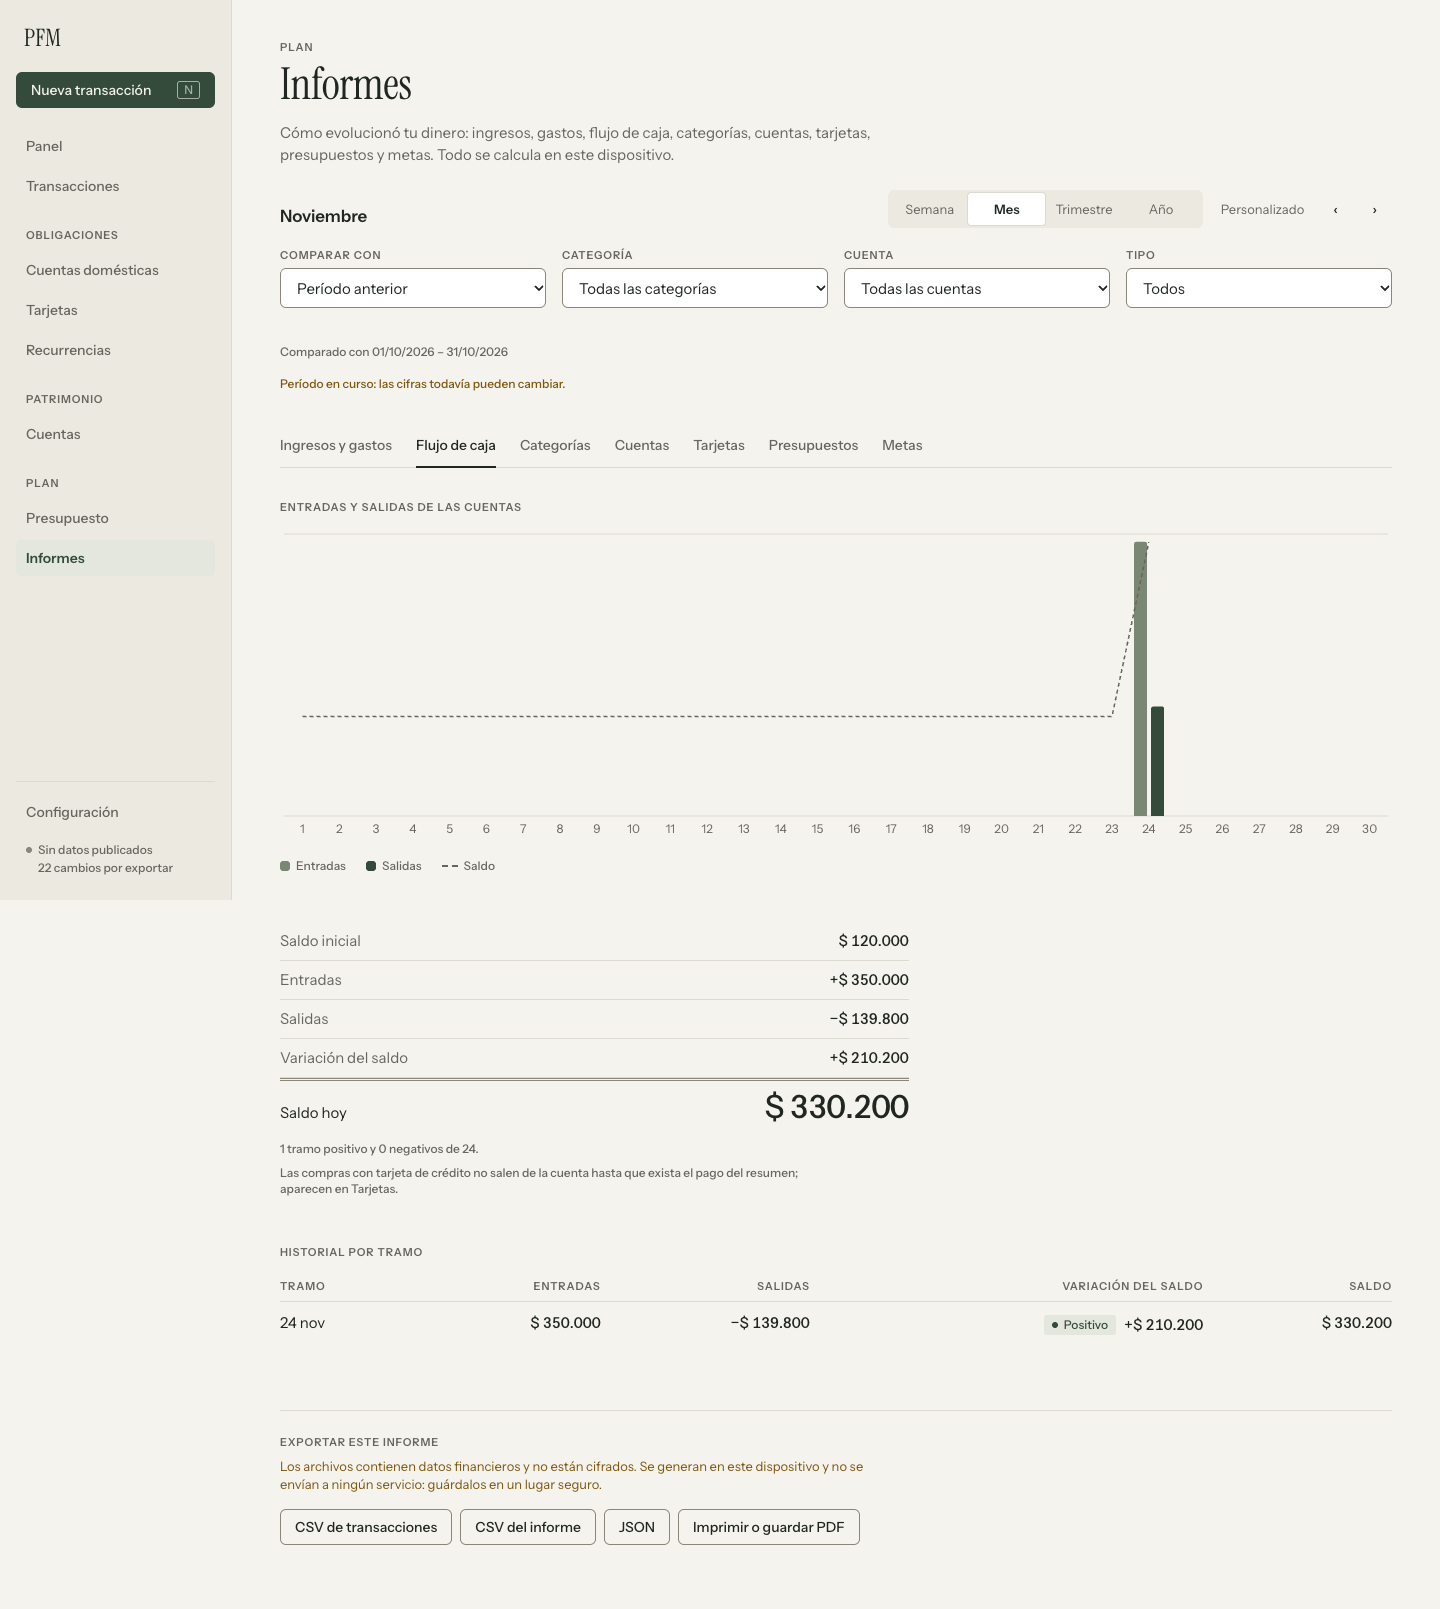 PFM
Nueva transacción N
Panel
Transacciones
OBLIGACIONES
Cuentas domésticas
Tarjetas
Recurrencias
PATRIMONIO
Cuentas
PLAN
Presupuesto
Informes
Configuración
Sin datos publicados
22 cambios por exportar
PLAN
Informes
Cómo evolucionó tu dinero: ingresos, gastos, flujo de caja, categorías, cuentas, tarjetas,
presupuestos y metas. Todo se calcula en este dispositivo.
Noviembre
Semana Mes Trimestre Año Personalizado ‹ ›
COMPARAR CON CATEGORÍA CUENTA TIPO
Período anterior Todas las categorías Todas las cuentas Todos
Comparado con 01/10/2026 – 31/10/2026
Período en curso: las cifras todavía pueden cambiar.
Ingresos y gastos Flujo de caja Categorías Cuentas Tarjetas Presupuestos Metas
ENTRADAS Y SALIDAS DE LAS CUENTAS
1 2 3 4 5 6 7 8 9 10 11 12 13 14 15 16 17 18 19 20 21 22 23 24 25 26 27 28 29 30
Entradas Salidas Saldo
Saldo inicial $ 120.000
Entradas +$ 350.000
Salidas −$ 139.800
Variación del saldo +$ 210.200
Saldo hoy $ 330.200
1 tramo positivo y 0 negativos de 24.
Las compras con tarjeta de crédito no salen de la cuenta hasta que exista el pago del resumen;
aparecen en Tarjetas.
HISTORIAL POR TRAMO
TRAMO ENTRADAS SALIDAS VARIACIÓN DEL SALDO SALDO
24 nov $ 350.000 −$ 139.800 Positivo +$ 210.200 $ 330.200
EXPORTAR ESTE INFORME
Los archivos contienen datos financieros y no están cifrados. Se generan en este dispositivo y no se
envían a ningún servicio: guárdalos en un lugar seguro.
CSV de transacciones CSV del informe JSON Imprimir o guardar PDF